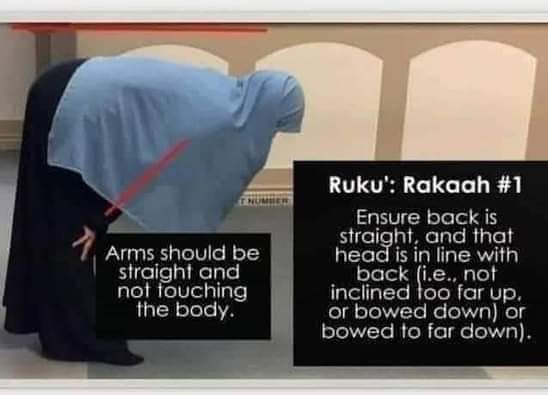 T NUMBER
Arms should be
straight and
not touching
the body.
Ruku': Rakaah #1
Ensure back is
straight, and that
head is in line with
back (i.e., not
inclined too far up,
or bowed down) or
bowed to far down).